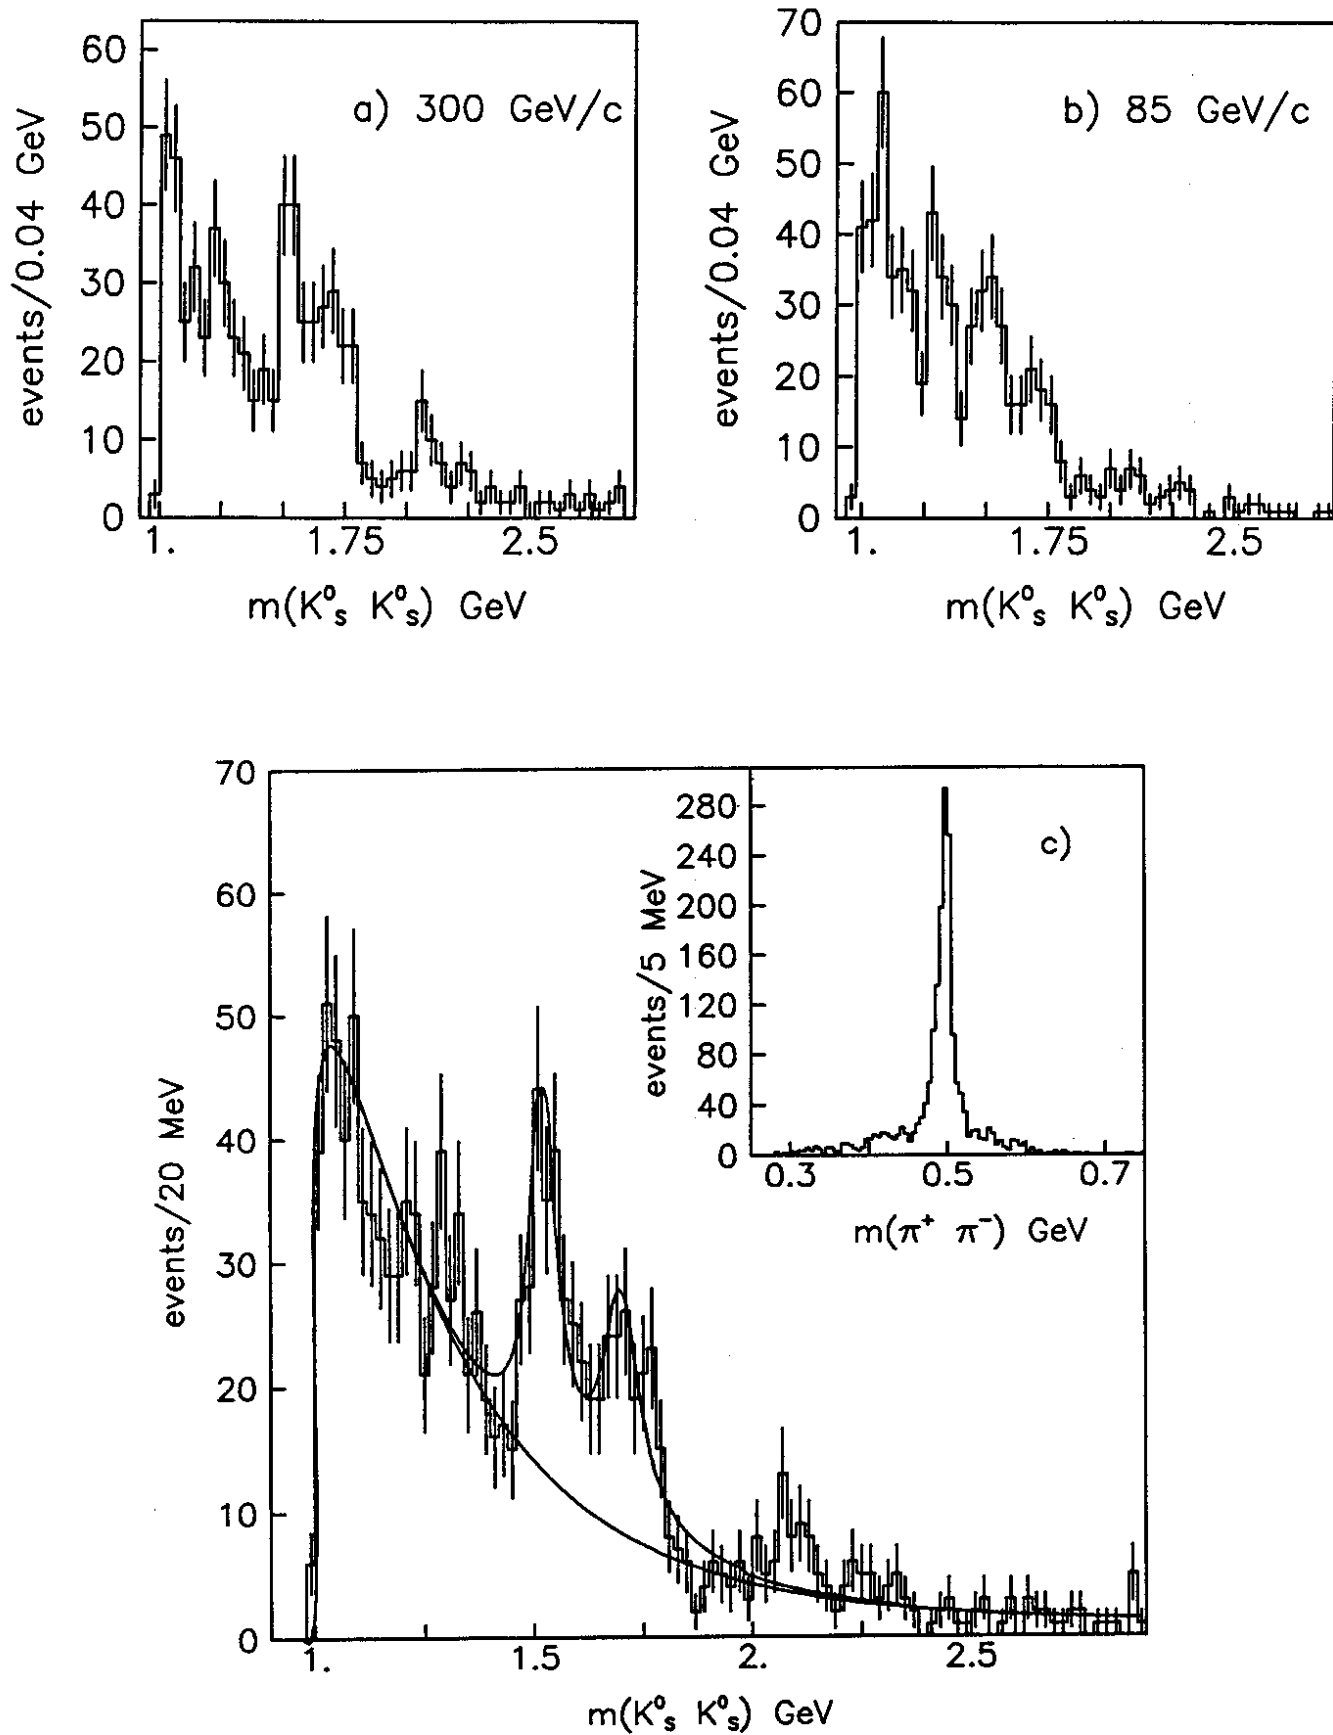 a) 300 GeV/c
events/0.04 GeV
60
50
40
30
20
10
0
1. 1.75 2.5
m(K⁰s K⁰s) GeV
b) 85 GeV/c
events/0.04 GeV
70
60
50
40
30
20
10
0
1. 1.75 2.5
m(K⁰s K⁰s) GeV
events/20 MeV
70
60
50
40
30
20
10
0
1. 1.5 2. 2.5
m(K⁰s K⁰s) GeV
c)
events/5 MeV
280
240
200
160
120
80
40
0
0.3 0.5 0.7
m(π⁺ π⁻) GeV